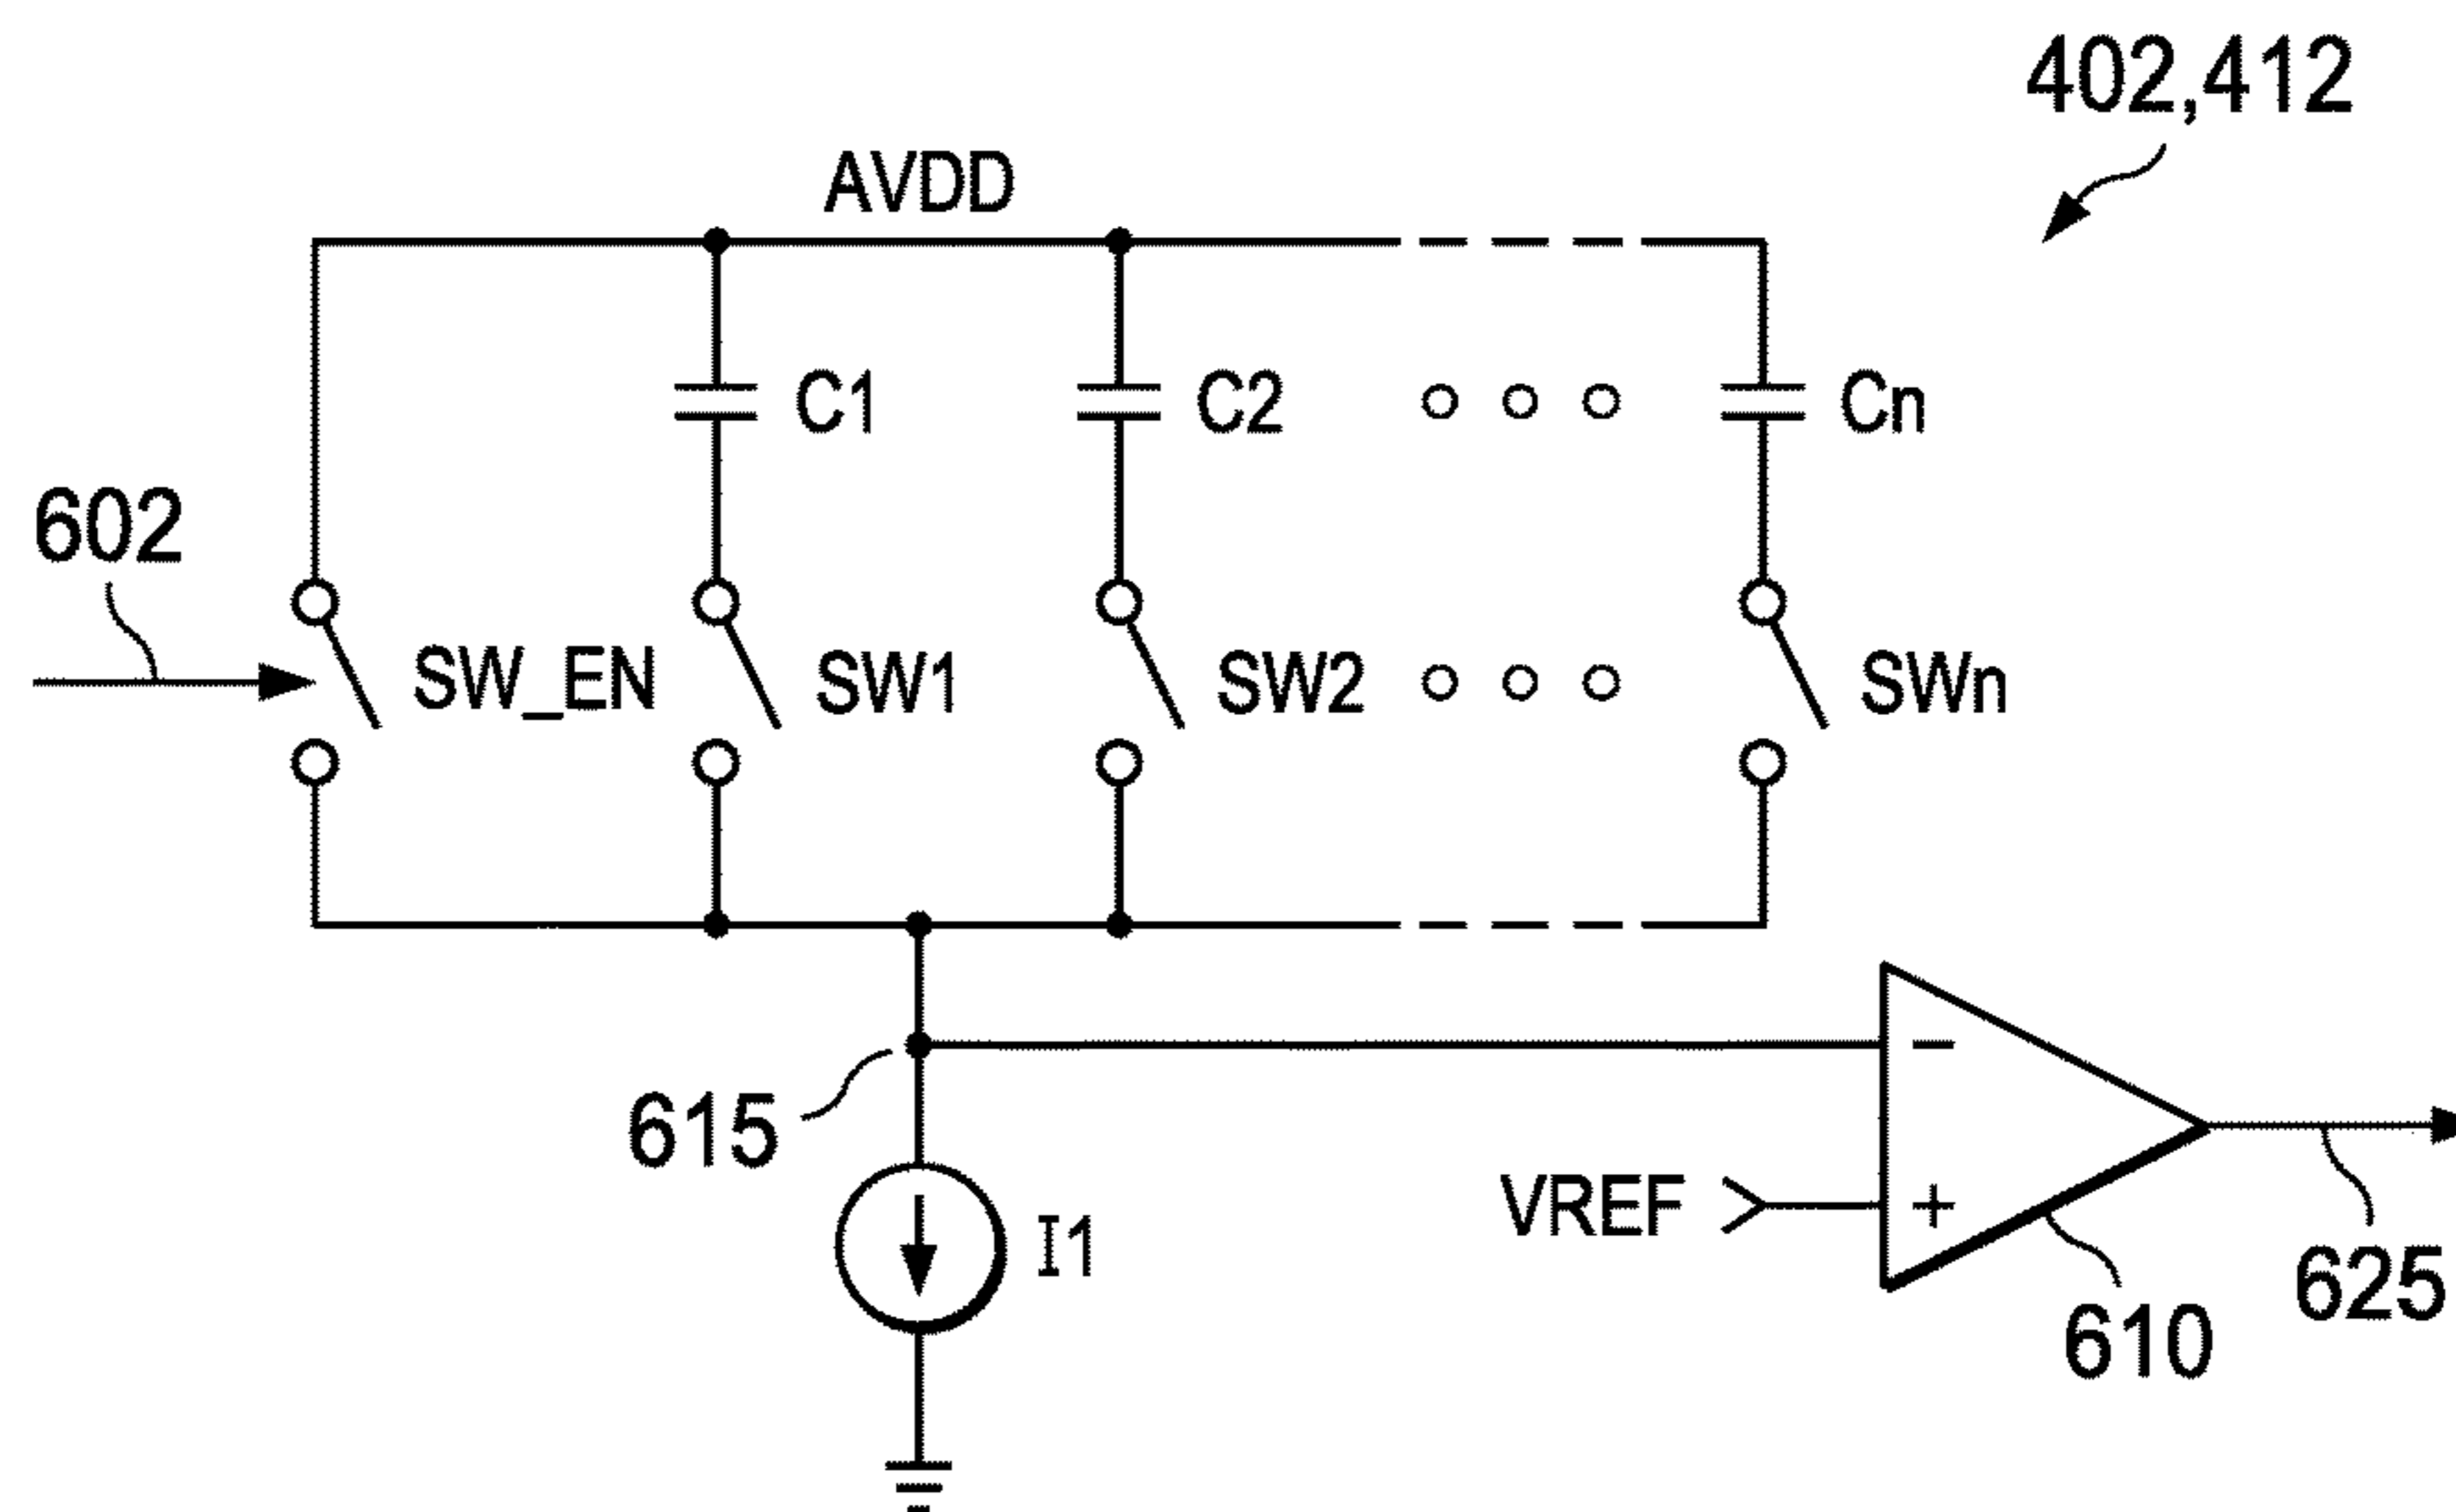 402,412
AVDD
C1
C2
Cn
602
SW_EN
SW1
SW2
SWn
615
−
VREF
+
I1
625
610